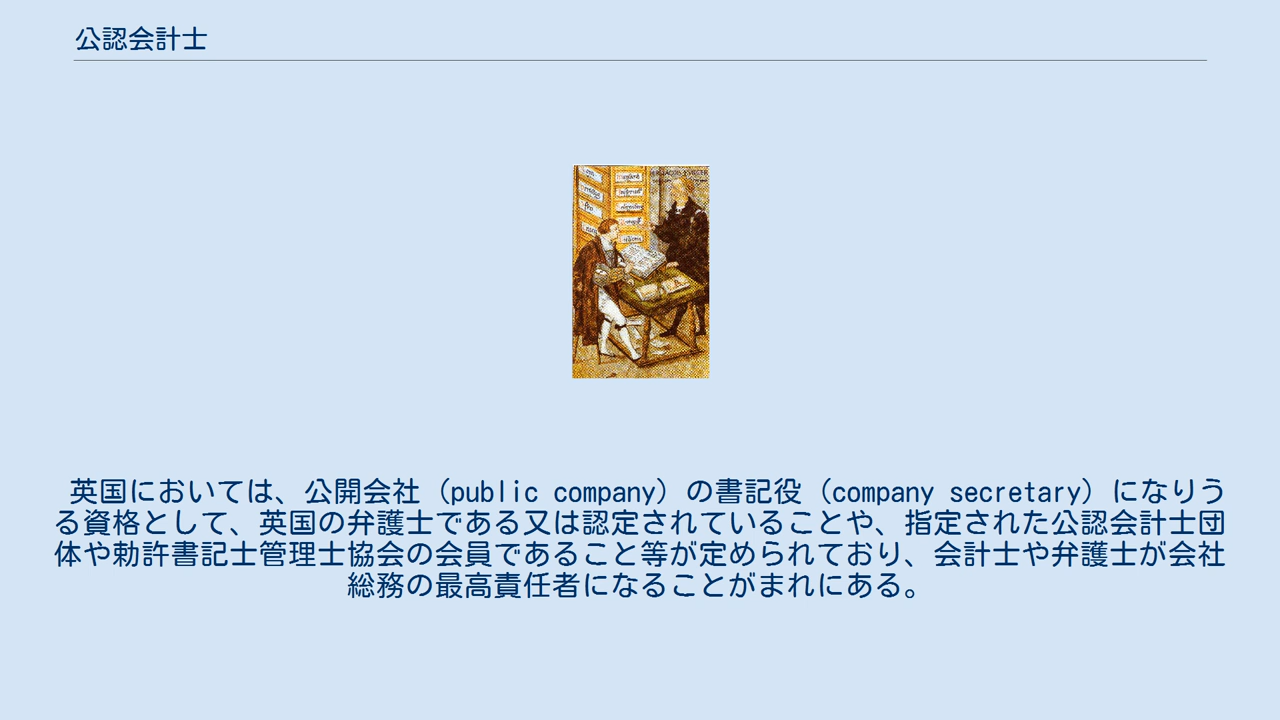 公認会計士
英国においては、公開会社（public company）の書記役（company secretary）になりう
る資格として、英国の弁護士である又は認定されていることや、指定された公認会計士団
体や勅許書記士管理士協会の会員であること等が定められており、会計士や弁護士が会社
総務の最高責任者になることがまれにある。